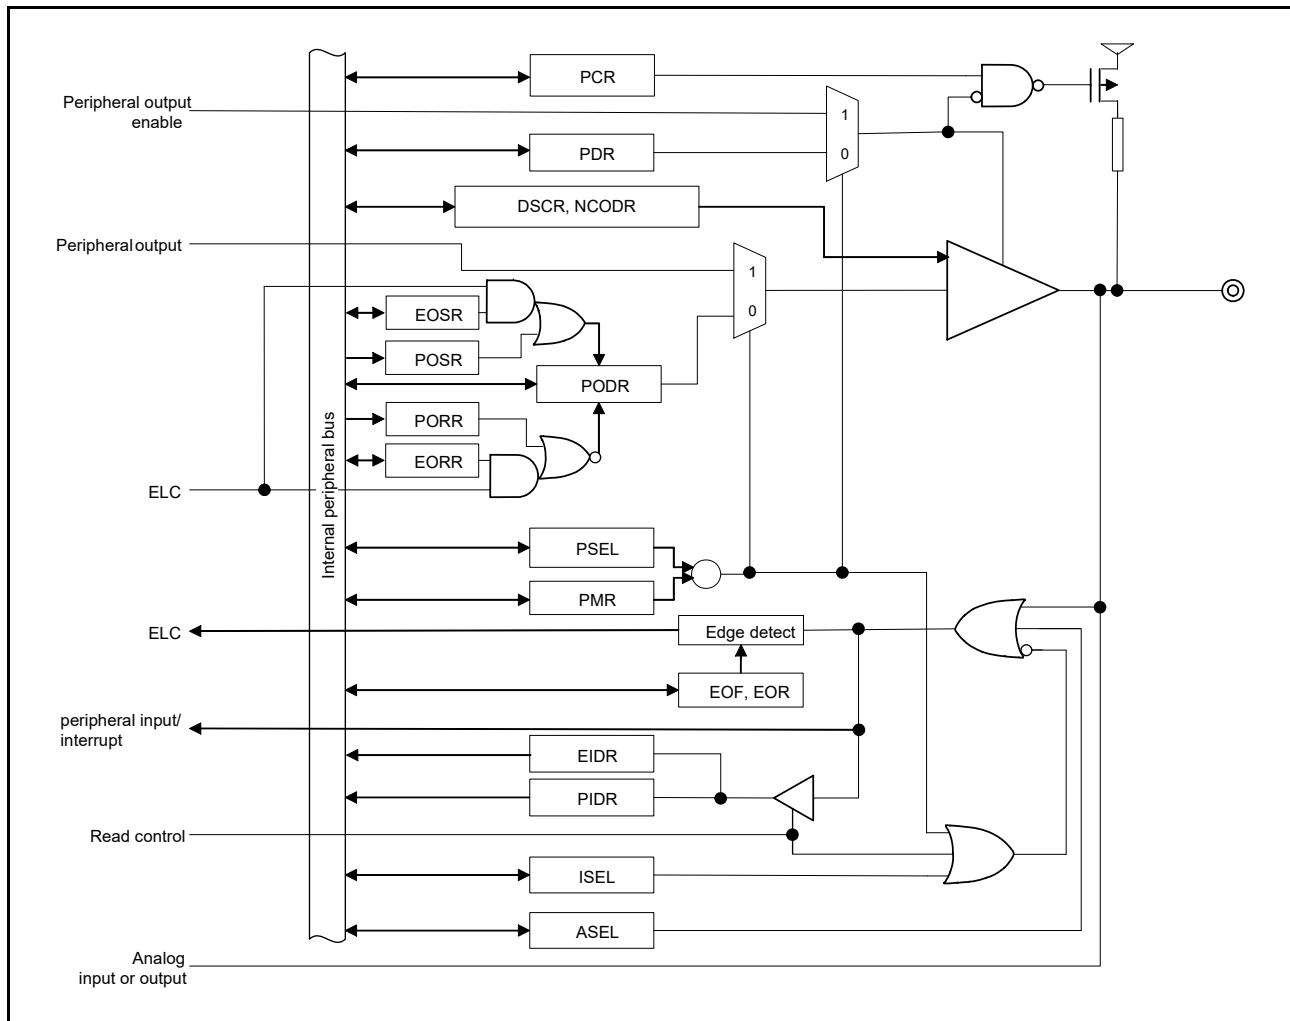 PCR
Peripheral output
enable
1
0
PDR
DSCR, NCODR
Peripheral output
1
0
EOSR
POSR
PODR
PORR
EORR
Internal peripheral bus
ELC
PSEL
PMR
ELC
Edge detect
EOF, EOR
peripheral input/
interrupt
EIDR
PIDR
Read control
ISEL
ASEL
Analog
input or output